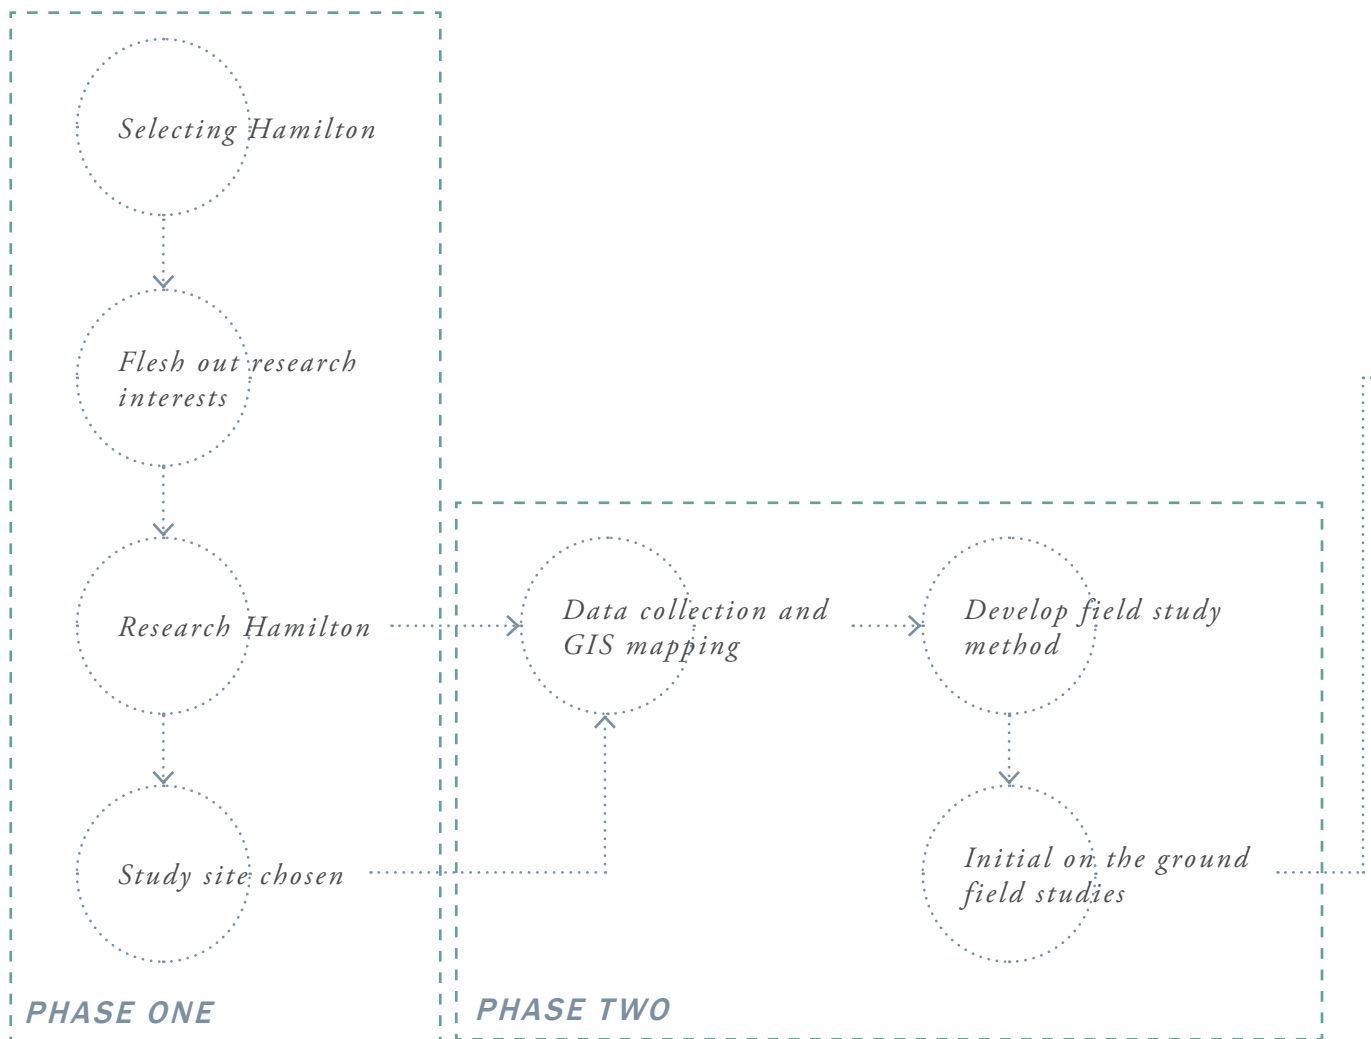 Selecting Hamilton
Flesh out research
interests
Research Hamilton
Study site chosen
PHASE ONE
Data collection and
GIS mapping
Develop field study
method
Initial on the ground
field studies
PHASE TWO